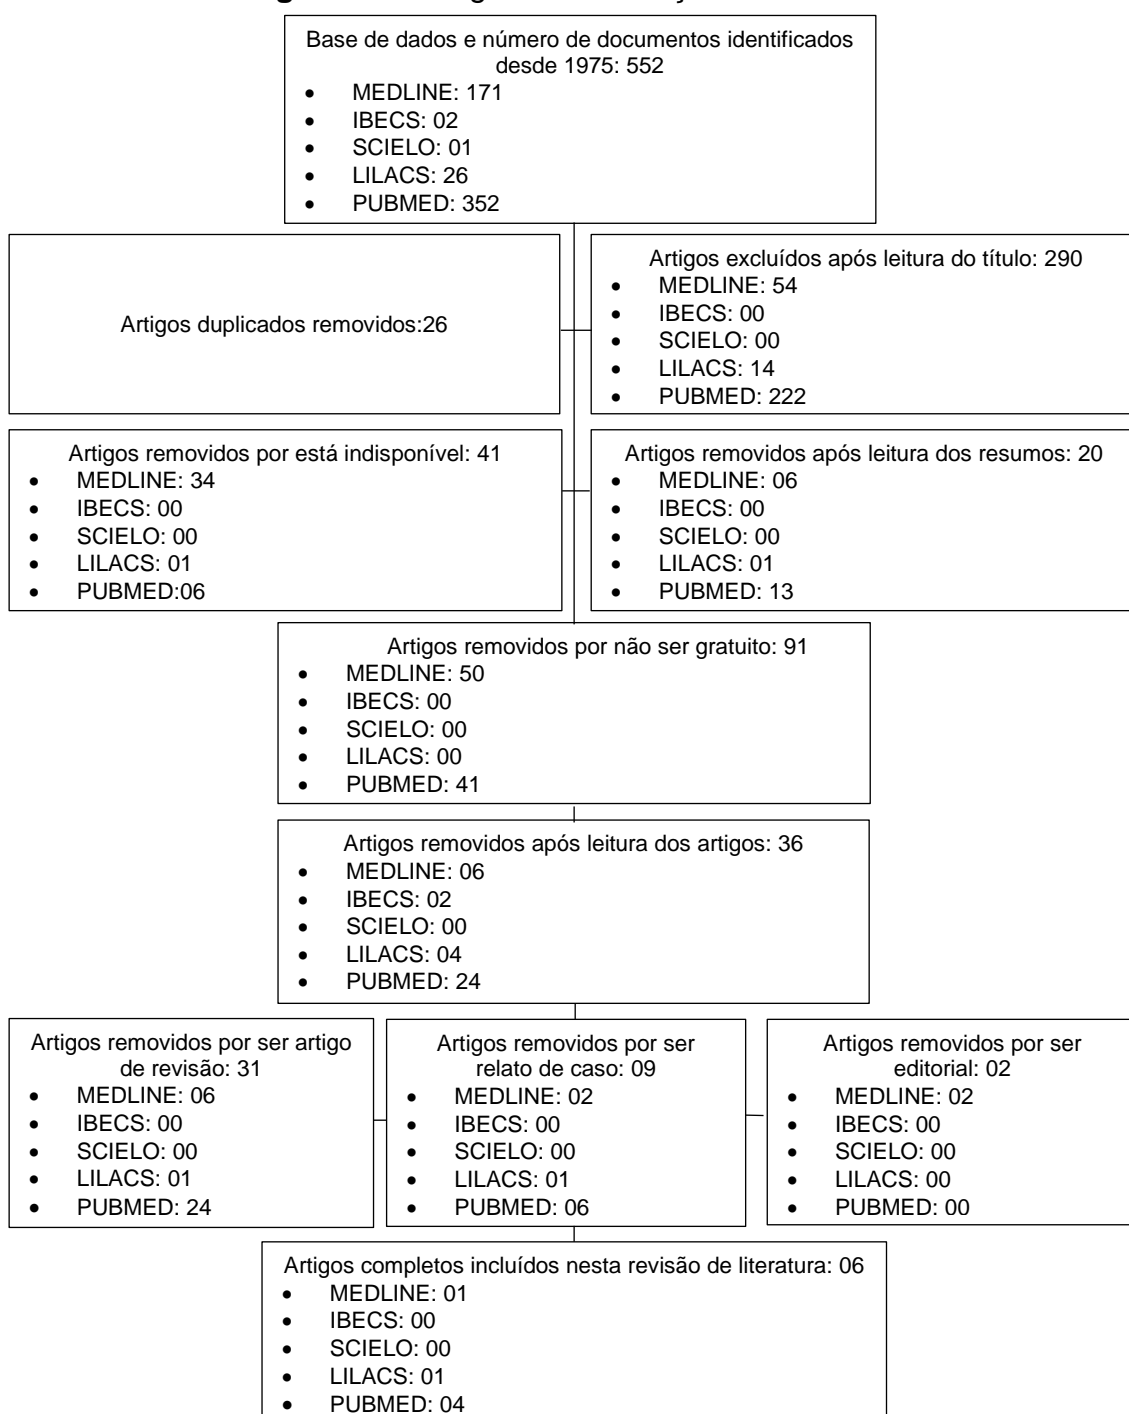 Base de dados e número de documentos identificados
desde 1975: 552
• MEDLINE: 171
• IBECS: 02
• SCIELO: 01
• LILACS: 26
• PUBMED: 352
Artigos duplicados removidos:26
Artigos excluídos após leitura do título: 290
• MEDLINE: 54
• IBECS: 00
• SCIELO: 00
• LILACS: 14
• PUBMED: 222
Artigos removidos por está indisponível: 41
• MEDLINE: 34
• IBECS: 00
• SCIELO: 00
• LILACS: 01
• PUBMED:06
Artigos removidos após leitura dos resumos: 20
• MEDLINE: 06
• IBECS: 00
• SCIELO: 00
• LILACS: 01
• PUBMED: 13
Artigos removidos por não ser gratuito: 91
• MEDLINE: 50
• IBECS: 00
• SCIELO: 00
• LILACS: 00
• PUBMED: 41
Artigos removidos após leitura dos artigos: 36
• MEDLINE: 06
• IBECS: 02
• SCIELO: 00
• LILACS: 04
• PUBMED: 24
Artigos removidos por ser artigo
de revisão: 31
• MEDLINE: 06
• IBECS: 00
• SCIELO: 00
• LILACS: 01
• PUBMED: 24
Artigos removidos por ser
relato de caso: 09
• MEDLINE: 02
• IBECS: 00
• SCIELO: 00
• LILACS: 01
• PUBMED: 06
Artigos removidos por ser
editorial: 02
• MEDLINE: 02
• IBECS: 00
• SCIELO: 00
• LILACS: 00
• PUBMED: 00
Artigos completos incluídos nesta revisão de literatura: 06
• MEDLINE: 01
• IBECS: 00
• SCIELO: 00
• LILACS: 01
• PUBMED: 04